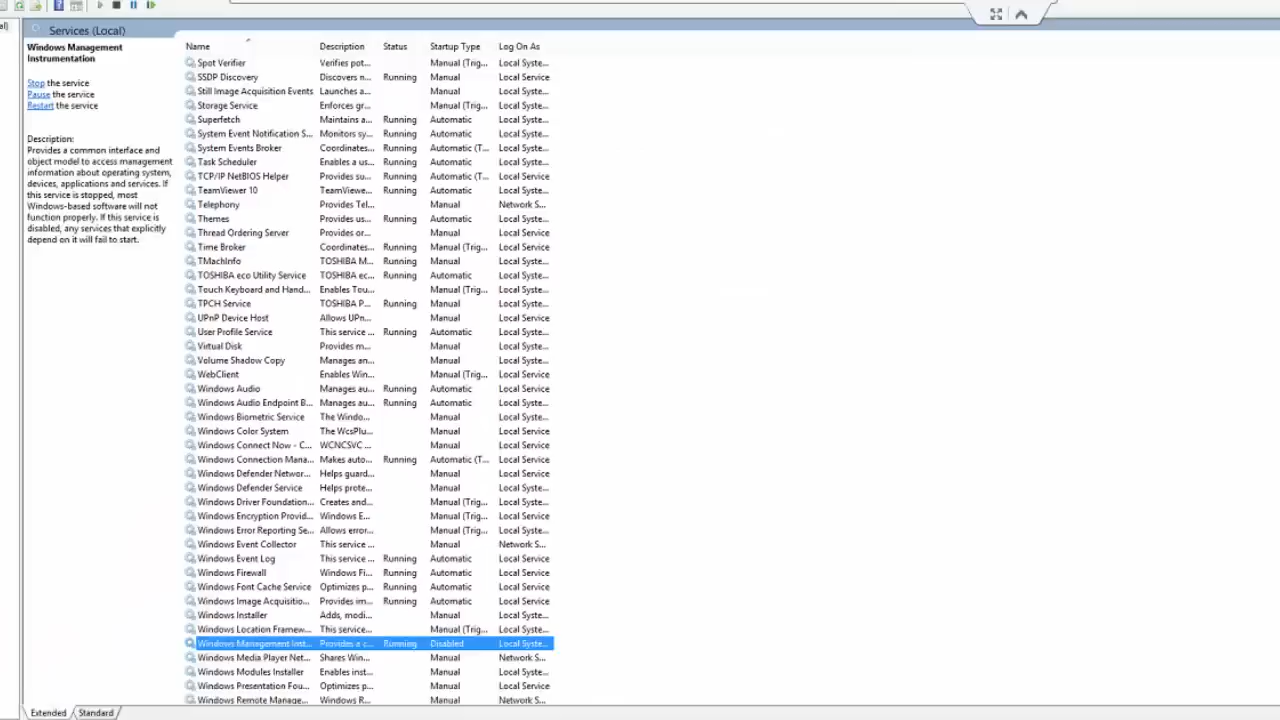 al)
Services (Local)
Windows Management
Instrumentation
Stop the service
Pause the service
Restart the service
Description:
Provides a common interface and
object model to access management
information about operating system,
devices, applications and services. If
this service is stopped, most
Windows-based software will not
function properly. If this service is
disabled, any services that explicitly
depend on it will fail to start.
Name Description Status Startup Type Log On As
Spot Verifier Verifies pot... Manual (Trig... Local Syste...
SSDP Discovery Discovers n... Running Manual Local Service
Still Image Acquisition Events Launches a... Manual Local Syste...
Storage Service Enforces gr... Manual (Trig... Local Syste...
Superfetch Maintains a... Running Automatic Local Syste...
System Event Notification S... Monitors sy... Running Automatic Local Syste...
System Events Broker Coordinates... Running Automatic (T... Local Syste...
Task Scheduler Enables a us... Running Automatic Local Syste...
TCP/IP NetBIOS Helper Provides su... Running Automatic (T... Local Service
TeamViewer 10 TeamViewe... Running Automatic Local Syste...
Telephony Provides Tel... Manual Network S...
Themes Provides us... Running Automatic Local Syste...
Thread Ordering Server Provides or... Manual Local Service
Time Broker Coordinates... Running Manual (Trig... Local Service
TMachInfo TOSHIBA M... Running Manual Local Syste...
TOSHIBA eco Utility Service TOSHIBA ec... Running Automatic Local Syste...
Touch Keyboard and Hand... Enables Tou... Manual (Trig... Local Syste...
TPCH Service TOSHIBA P... Running Manual Local Syste...
UPnP Device Host Allows UPn... Manual Local Service
User Profile Service This service ... Running Automatic Local Syste...
Virtual Disk Provides m... Manual Local Syste...
Volume Shadow Copy Manages an... Manual Local Syste...
WebClient Enables Win... Manual (Trig... Local Service
Windows Audio Manages au... Running Automatic Local Service
Windows Audio Endpoint B... Manages au... Running Automatic Local Syste...
Windows Biometric Service The Windo... Manual Local Syste...
Windows Color System The WcsPlu... Manual Local Service
Windows Connect Now - C... WCNCSVC ... Manual Local Service
Windows Connection Mana... Makes auto... Running Automatic (T... Local Service
Windows Defender Networ... Helps guard... Manual Local Service
Windows Defender Service Helps prote... Manual Local Syste...
Windows Driver Foundation... Creates and... Manual (Trig... Local Syste...
Windows Encryption Provid... Windows E... Manual (Trig... Local Service
Windows Error Reporting Se... Allows error... Manual (Trig... Local Syste...
Windows Event Collector This service ... Manual Network S...
Windows Event Log This service ... Running Automatic Local Service
Windows Firewall Windows Fi... Running Automatic Local Service
Windows Font Cache Service Optimizes p... Running Automatic Local Service
Windows Image Acquisitio... Provides im... Running Automatic Local Service
Windows Installer Adds, modi... Manual Local Syste...
Windows Location Framew... This service... Manual (Trig... Local Syste...
Windows Management Inst... Provides a c... Running Disabled Local Syste...
Windows Media Player Net... Shares Win... Manual Network S...
Windows Modules Installer Enables inst... Manual Local Syste...
Windows Presentation Fou... Optimizes p... Manual Local Service
Windows Remote Manage... Windows R... Manual Network S...
Extended Standard